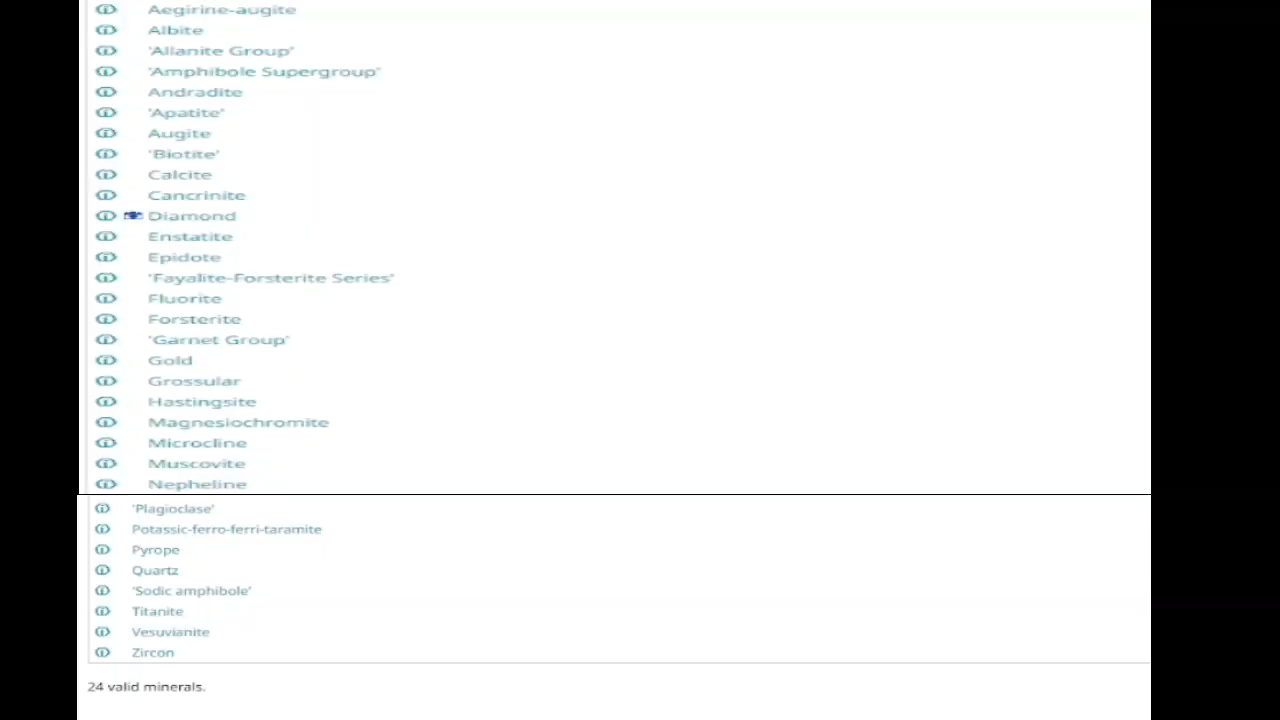 Aegirine-augite
Albite
'Allanite Group'
'Amphibole Supergroup'
Andradite
'Apatite'
Augite
'Biotite'
Calcite
Cancrinite
Diamond
Enstatite
Epidote
'Fayalite-Forsterite Series'
Fluorite
Forsterite
'Garnet Group'
Gold
Grossular
Hastingsite
Magnesiochromite
Microcline
Muscovite
Nepheline
'Plagioclase'
Potassic-ferro-ferri-taramite
Pyrope
Quartz
'Sodic amphibole'
Titanite
Vesuvianite
Zircon
24 valid minerals.